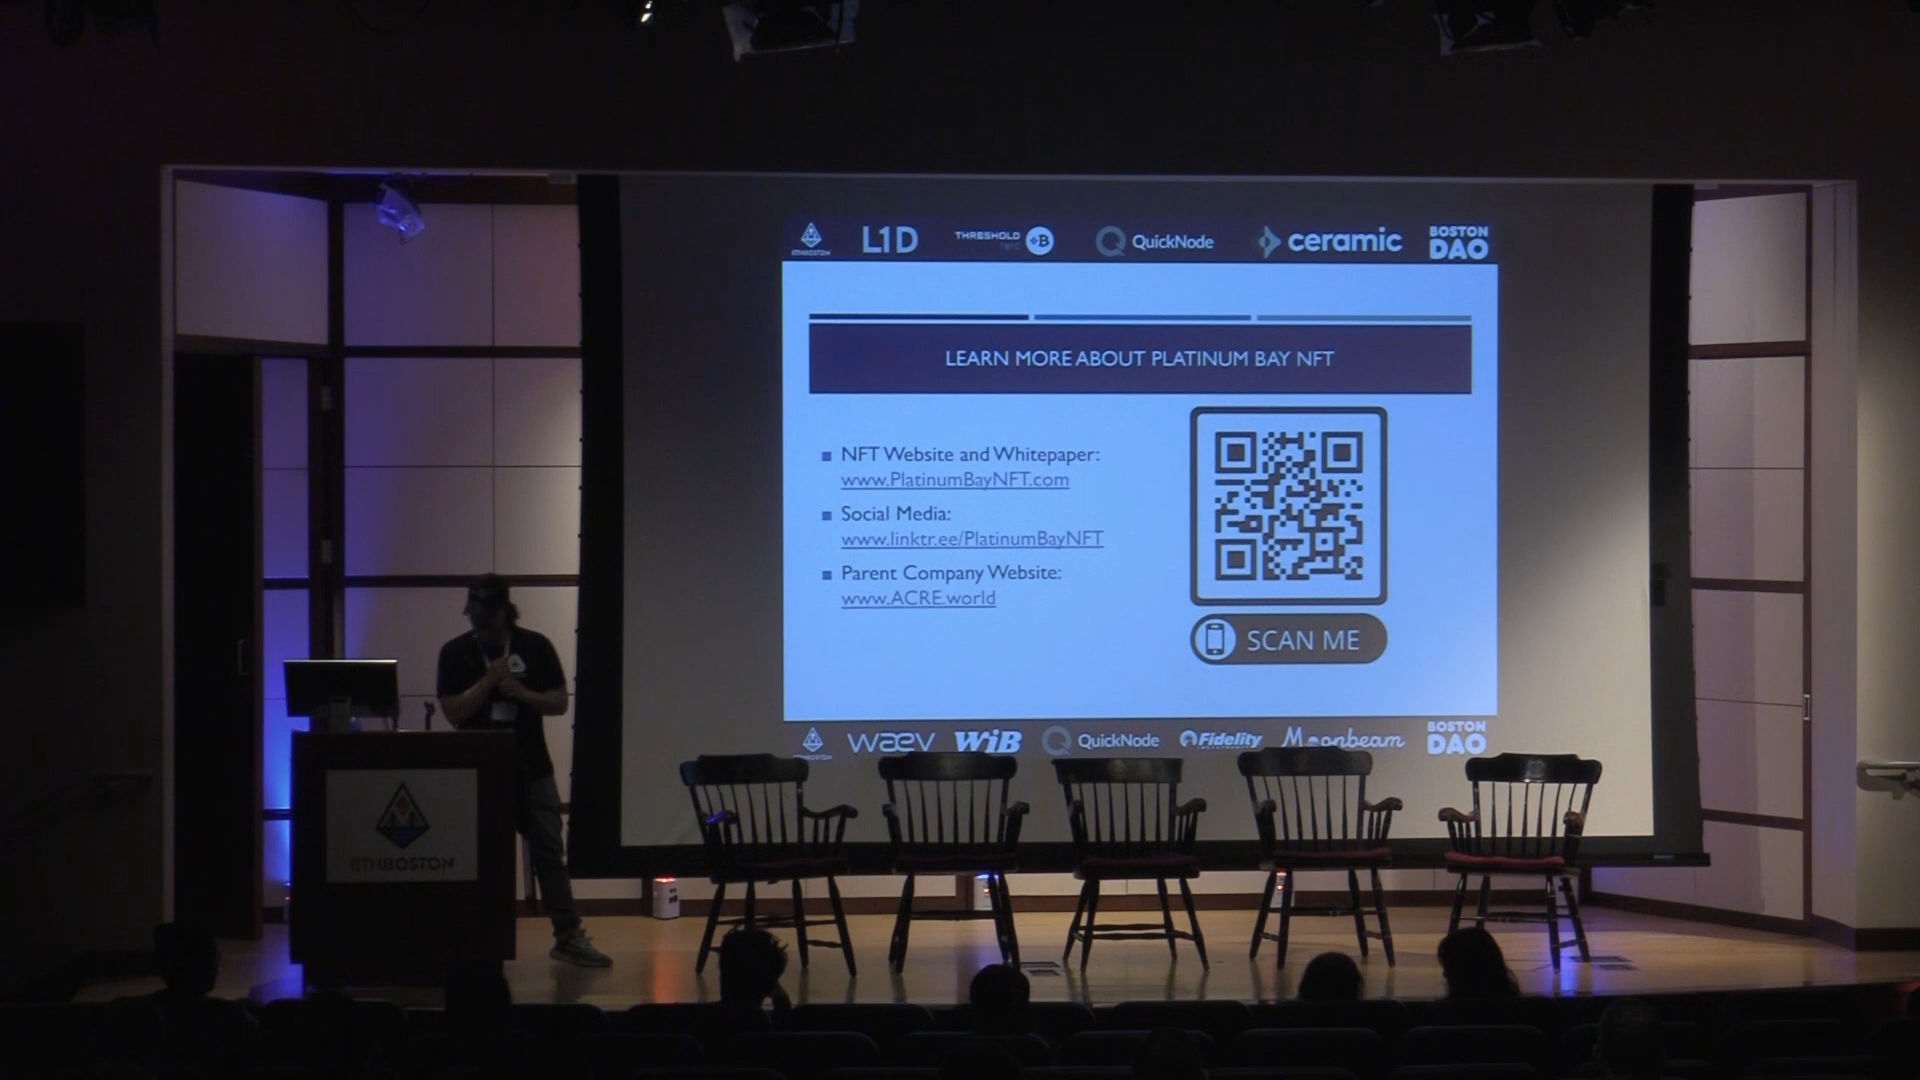 ETHBOSTON
L1D
THRESHOLD
QuickNode
ceramic
BOSTON
DAO
LEARN MORE ABOUT PLATINUM BAY NFT
NFT Website and Whitepaper:
www.PlatinumBayNFT.com
Social Media:
www.linktr.ee/PlatinumBayNFT
Parent Company Website:
www.ACRE.world
SCAN ME
waev
WiB
QuickNode
Fidelity
Moonbeam
BOSTON
DAO
ETHBOSTON